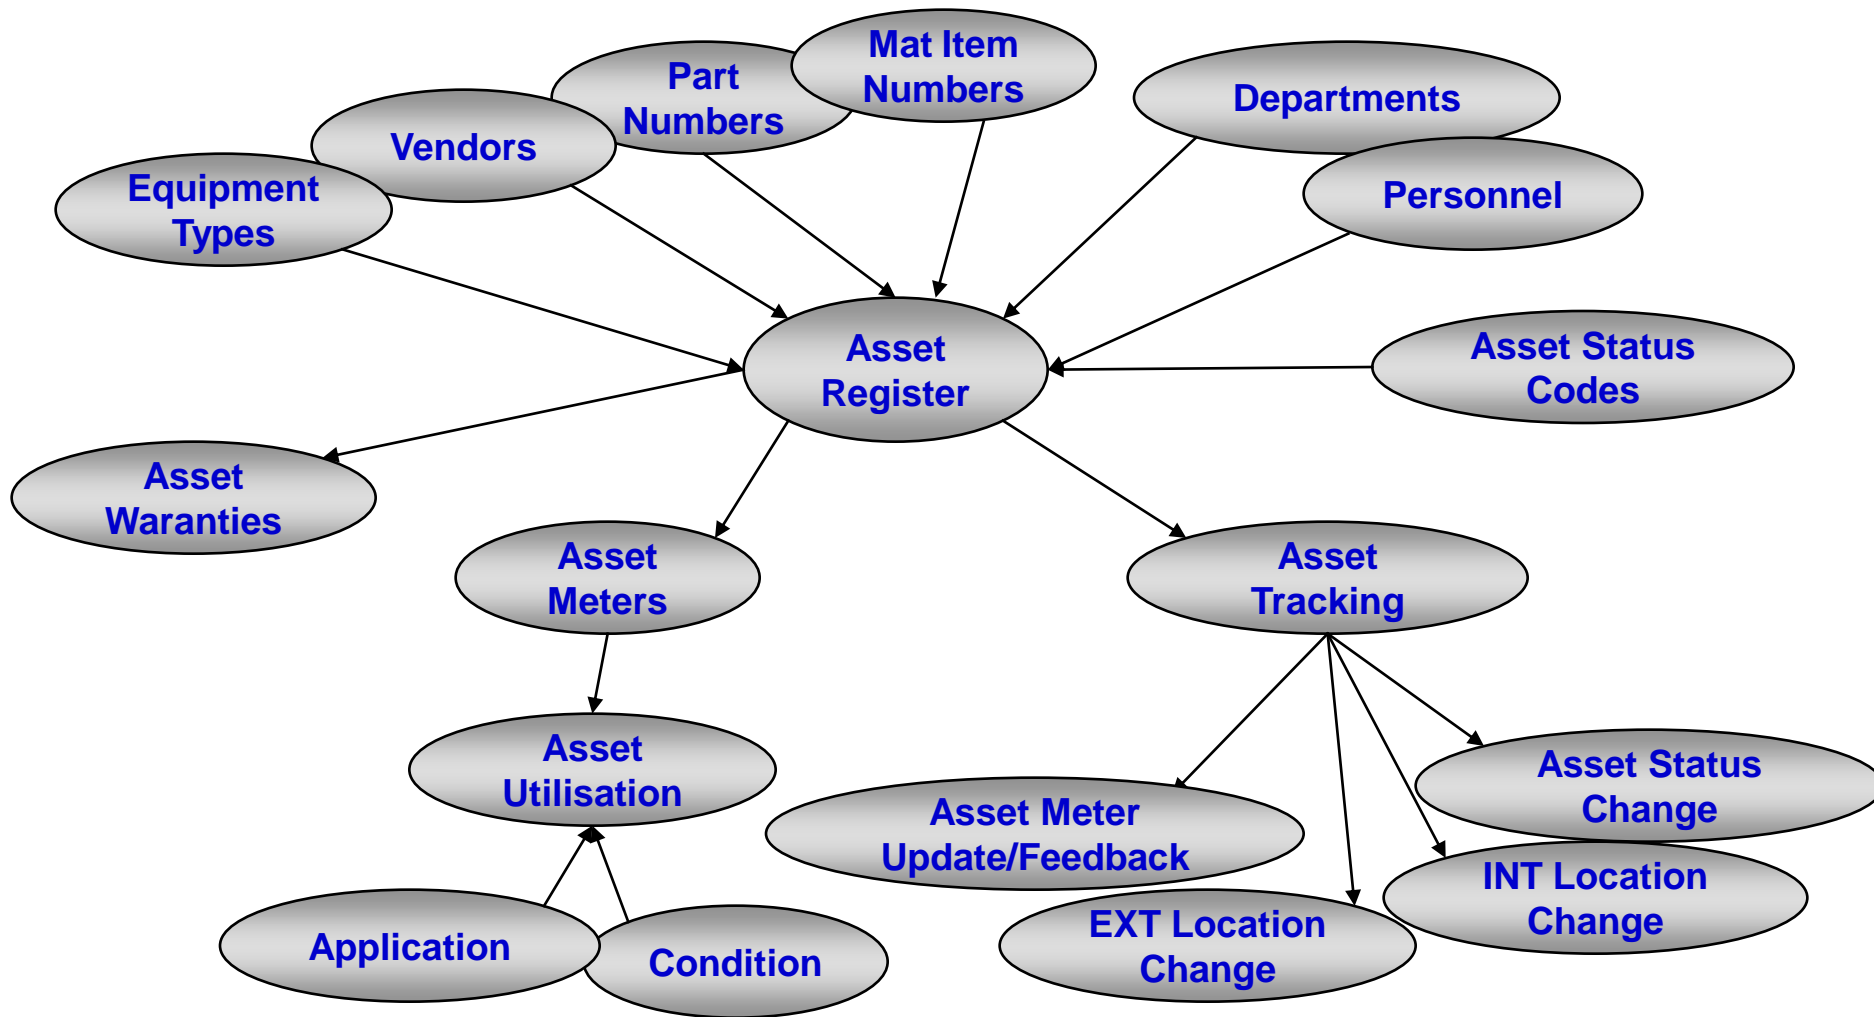 Mat Item
Numbers
Part
Numbers
Departments
Vendors
Equipment
Types
Personnel
Asset
Register
Asset Status
Codes
Asset
Waranties
Asset
Meters
Asset
Tracking
Asset
Utilisation
Asset Status
Change
Asset Meter
Update/Feedback
INT Location
Change
EXT Location
Change
Application
Condition